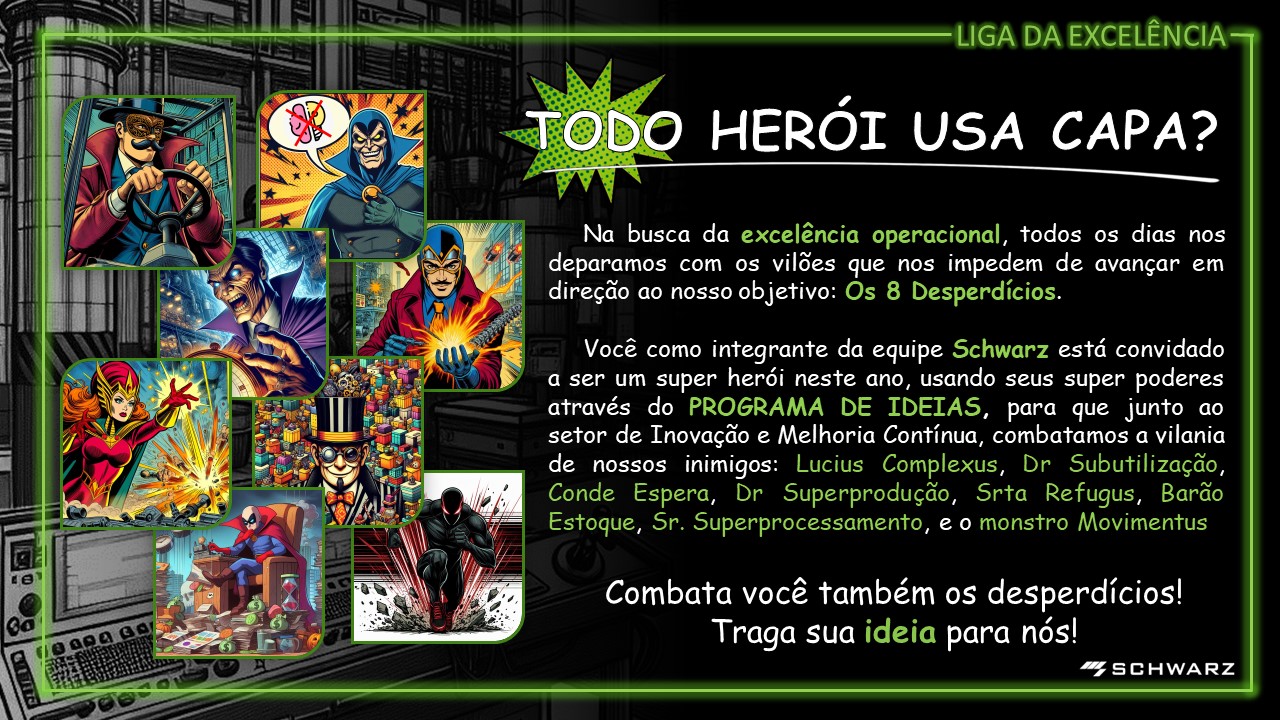 LIGA DA EXCELÊNCIA
TODO HERÓI USA CAPA?
Na busca da excelência operacional, todos os dias nos
deparamos com os vilões que nos impedem de avançar em
direção ao nosso objetivo: Os 8 Desperdícios.
Você como integrante da equipe Schwarz está convidado
a ser um super herói neste ano, usando seus super poderes
através do PROGRAMA DE IDEIAS, para que junto ao
setor de Inovação e Melhoria Contínua, combatamos a vilania
de nossos inimigos: Lucius Complexus, Dr Subutilização,
Conde Espera, Dr Superprodução, Srta Refugus, Barão
Estoque, Sr. Superprocessamento, e o monstro Movimentus
Combata você também os desperdícios!
Traga sua ideia para nós!
SCHWARZ